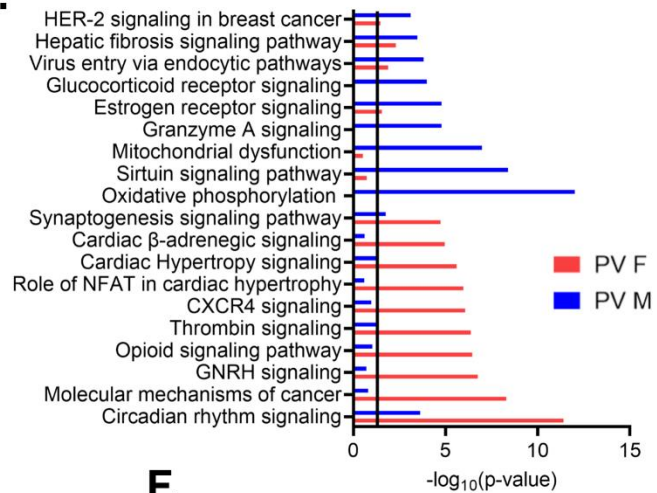 HER-2 signaling in breast cancer
Hepatic fibrosis signaling pathway
Virus entry via endocytic pathways
Glucocorticoid receptor signaling
Estrogen receptor signaling
Granzyme A signaling
Mitochondrial dysfunction
Sirtuin signaling pathway
Oxidative phosphorylation
Synaptogenesis signaling pathway
Cardiac β-adrenegic signaling
Cardiac Hypertropy signaling
Role of NFAT in cardiac hypertrophy
CXCR4 signaling
Thrombin signaling
Opioid signaling pathway
GNRH signaling
Molecular mechanisms of cancer
Circadian rhythm signaling
PV F
PV M
0 5 10 15
-log₁₀(p-value)